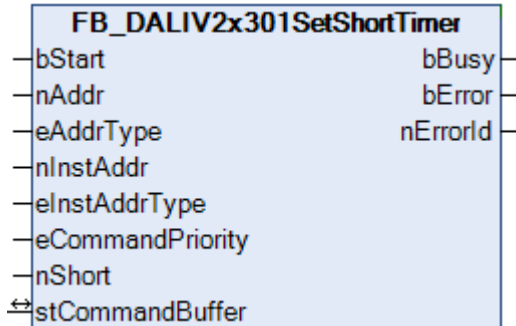 FB_DALIV2x301SetShortTimer
bStart bBusy
nAddr bError
eAddrType nErrorId
nInstAddr
eInstAddrType
eCommandPriority
nShort
stCommandBuffer